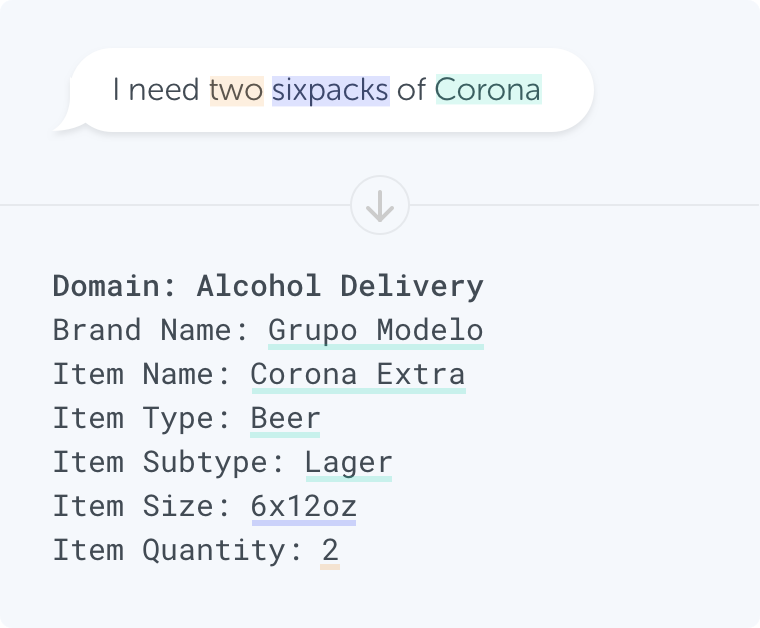 I need two sixpacks of Corona
Domain: Alcohol Delivery
Brand Name: Grupo Modelo
Item Name: Corona Extra
Item Type: Beer
Item Subtype: Lager
Item Size: 6x12oz
Item Quantity: 2